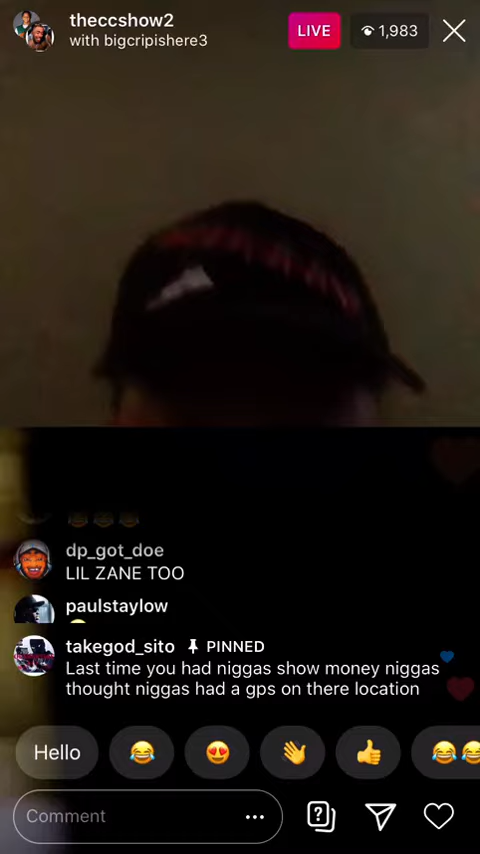 theccsshow2
with bigcripishere3
LIVE
1,983
😂😂😂
dp_got_doe
LIL ZANE TOO
paulstaylow
takegod_sito PINNED
Last time you had niggas show money niggas
thought niggas had a gps on there location
Hello
Comment